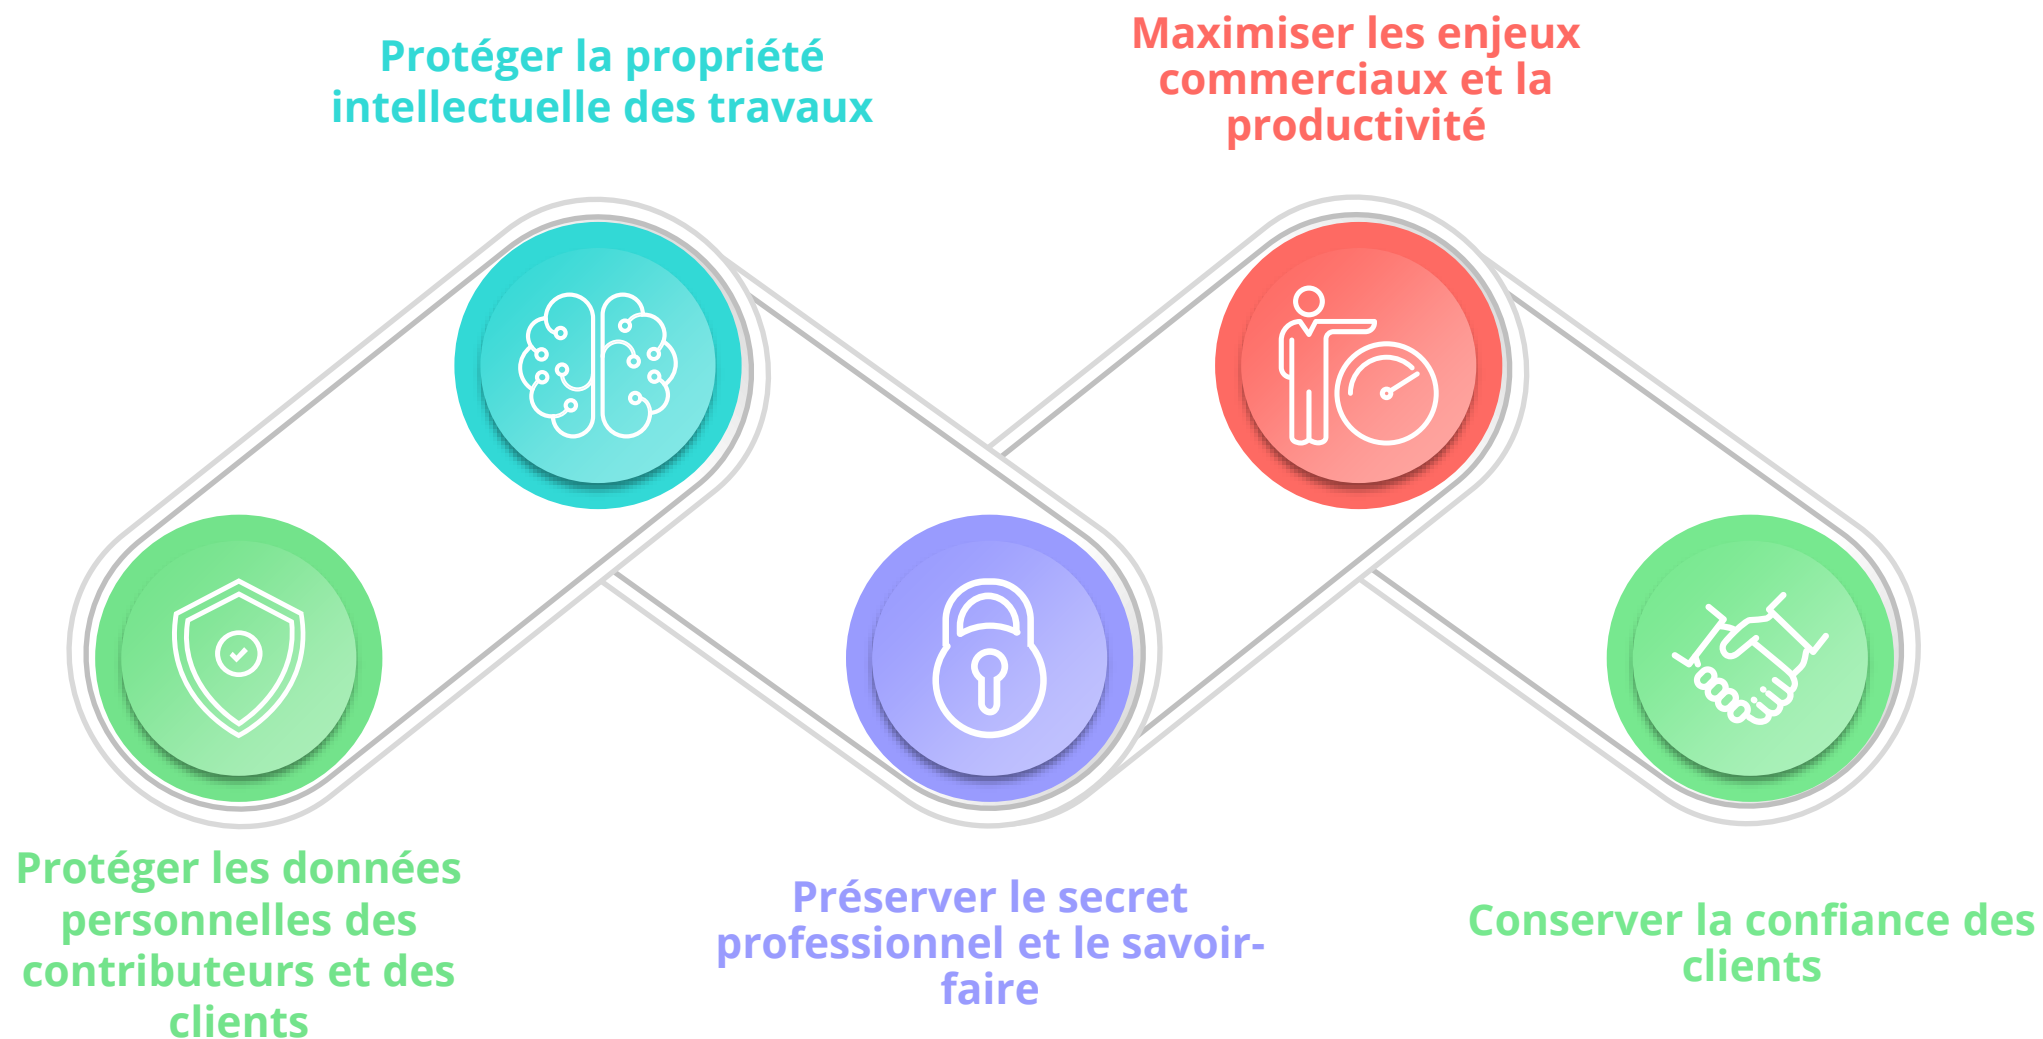 Protéger la propriété
intellectuelle des travaux
Maximiser les enjeux
commerciaux et la
productivité
Protéger les données
personnelles des
contributeurs et des
clients
Préserver le secret
professionnel et le savoir-
faire
Conserver la confiance des
clients